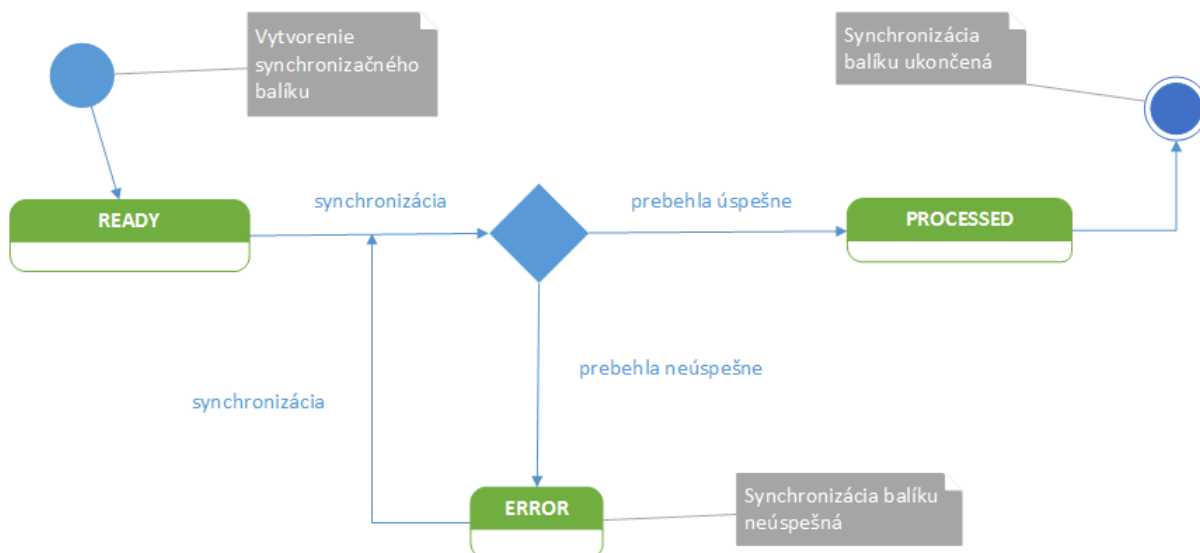 Vytvorenie
synchronizačného
balíku
Synchronizácia
balíku ukončená
READY
synchronizácia
prebehla úspešne
PROCESSED
prebehla neúspešne
synchronizácia
ERROR
Synchronizácia balíku
neúspešná